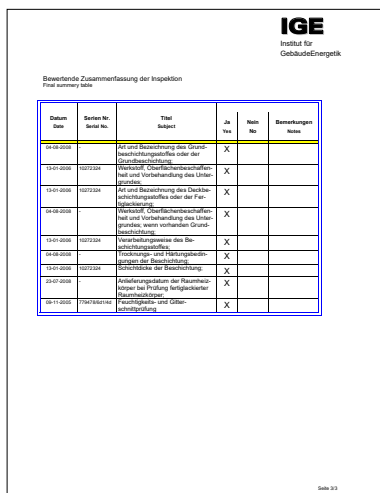 IGE
Institut für
GebäudeEnergetik
Bewertende Zusammenfassung der Inspektion
Final summery table
Datum Serien Nr. Titel Ja Nein Bemerkungen
Date Serial No. Subject Yes No Notes
04-08-2008 - Art und Bezeichnung des Grund- X
beschichtungsstoffes oder der
Grundbeschichtung;
13-01-2006 10272324 Werkstoff, Oberflächenbeschaffen- X
heit und Vorbehandlung des Unter-
grundes;
13-01-2006 10272324 Art und Bezeichnung des Deckbe- X
schichtungsstoffes oder der Fer-
tiglackierung;
04-08-2008 - Werkstoff, Oberflächenbeschaffen- X
heit und Vorbehandlung des Unter-
grundes; wenn vorhanden Grund-
beschichtung;
13-01-2006 10272324 Verarbeitungsweise des Be- X
schichtungsstoffes;
04-08-2008 - Trocknungs- und Härtungsbedin- X
gungen der Beschichtung;
13-01-2006 10272324 Schichtdicke der Beschichtung; X
23-07-2008 - Anlieferungsdatum der Raumheiz- X
körper bei Prüfung fertiglackierter
Raumheizkörper;
09-11-2005 Feuchtigkeits- und Gitter- X
schnittprüfung
Seite 3/3